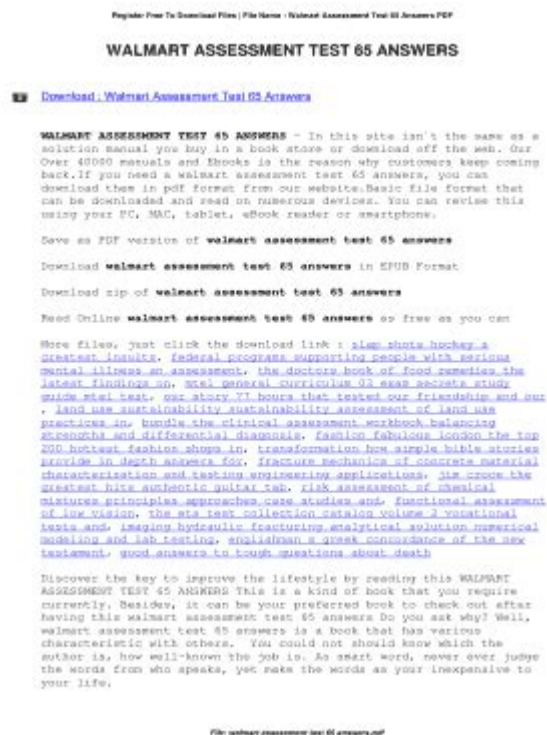 Register Free To Download Files | File Name : Walmart Assessment Test 65 Answers PDF
WALMART ASSESSMENT TEST 65 ANSWERS
Download : Walmart Assessment Test 65 Answers
WALMART ASSESSMENT TEST 65 ANSWERS - In this site isn't the same as a
solution manual you buy in a book store or download off the web. Our
Over 40000 manuals and Ebooks is the reason why customers keep coming
back.If you need a walmart assessment test 65 answers, you can
download them in pdf format from our website.Basic file format that
can be downloaded and read on numerous devices. You can revise this
using your PC, MAC, tablet, eBook reader or smartphone.
Save as PDF version of walmart assessment test 65 answers
Download walmart assessment test 65 answers in EPUB Format
Download zip of walmart assessment test 65 answers
Read Online walmart assessment test 65 answers as free as you can
More files, just click the download link : slap shots hockey s
greatest insults, federal programs supporting people with serious
mental illness an assessment, the doctors book of food remedies the
latest findings on, mtel general curriculum 03 exam secrets study
guide mtel test, our story 77 hours that tested our friendship and our
, land use sustainability sustainability assessment of land use
practices in, bundle the clinical assessment workbook balancing
strengths and differential diagnosis, fashion fabulous london the top
200 hottest fashion shops in, transformation how simple bible stories
provide in depth answers for, fracture mechanics of concrete material
characterization and testing engineering applications, jim croce the
greatest hits authentic guitar tab, risk assessment of chemical
mixtures principles approaches case studies and, functional assessment
of low vision, the ets test collection catalog volume 2 vocational
tests and, imaging hydraulic fracturing analytical solution numerical
modeling and lab testing, englishman s greek concordance of the new
testament, good answers to tough questions about death
Discover the key to improve the lifestyle by reading this WALMART
ASSESSMENT TEST 65 ANSWERS This is a kind of book that you require
currently. Besides, it can be your preferred book to check out after
having this walmart assessment test 65 answers Do you ask why? Well,
walmart assessment test 65 answers is a book that has various
characteristic with others. You could not should know which the
author is, how well-known the job is. As smart word, never ever judge
the words from who speaks, yet make the words as your inexpensive to
your life.
File: walmart assessment test 65 answers.pdf